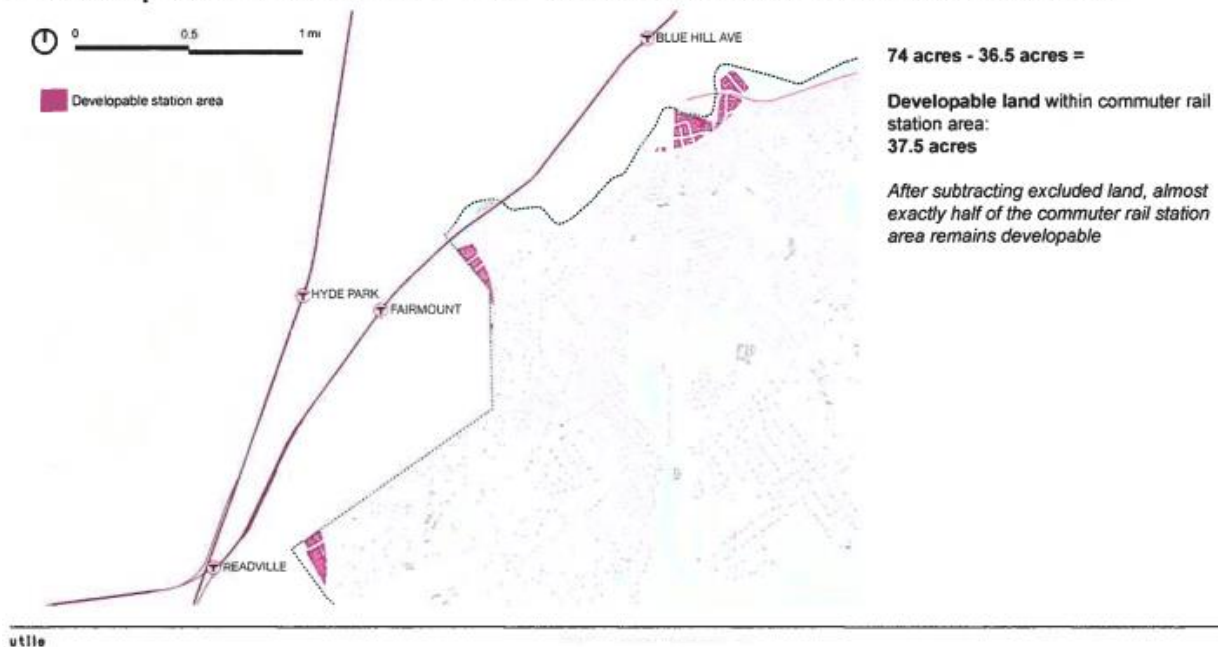 0 0.5 1 mi
Developable station area
BLUE HILL AVE
HYDE PARK
FAIRMOUNT
READVILLE
74 acres - 36.5 acres =
Developable land within commuter rail
station area:
37.5 acres
After subtracting excluded land, almost
exactly half of the commuter rail station
area remains developable
utile